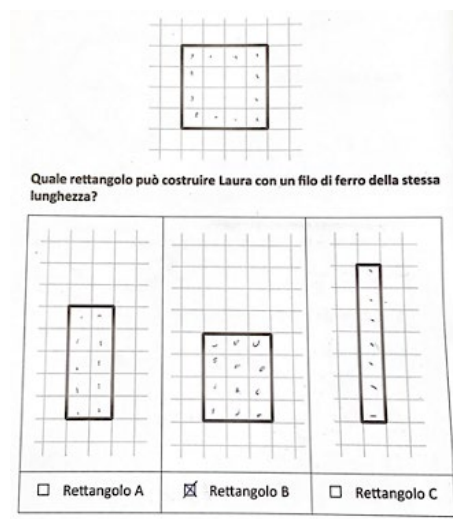 Quale rettangolo può costruire Laura con un filo di ferro della stessa
lunghezza?
Rettangolo A
Rettangolo B
Rettangolo C